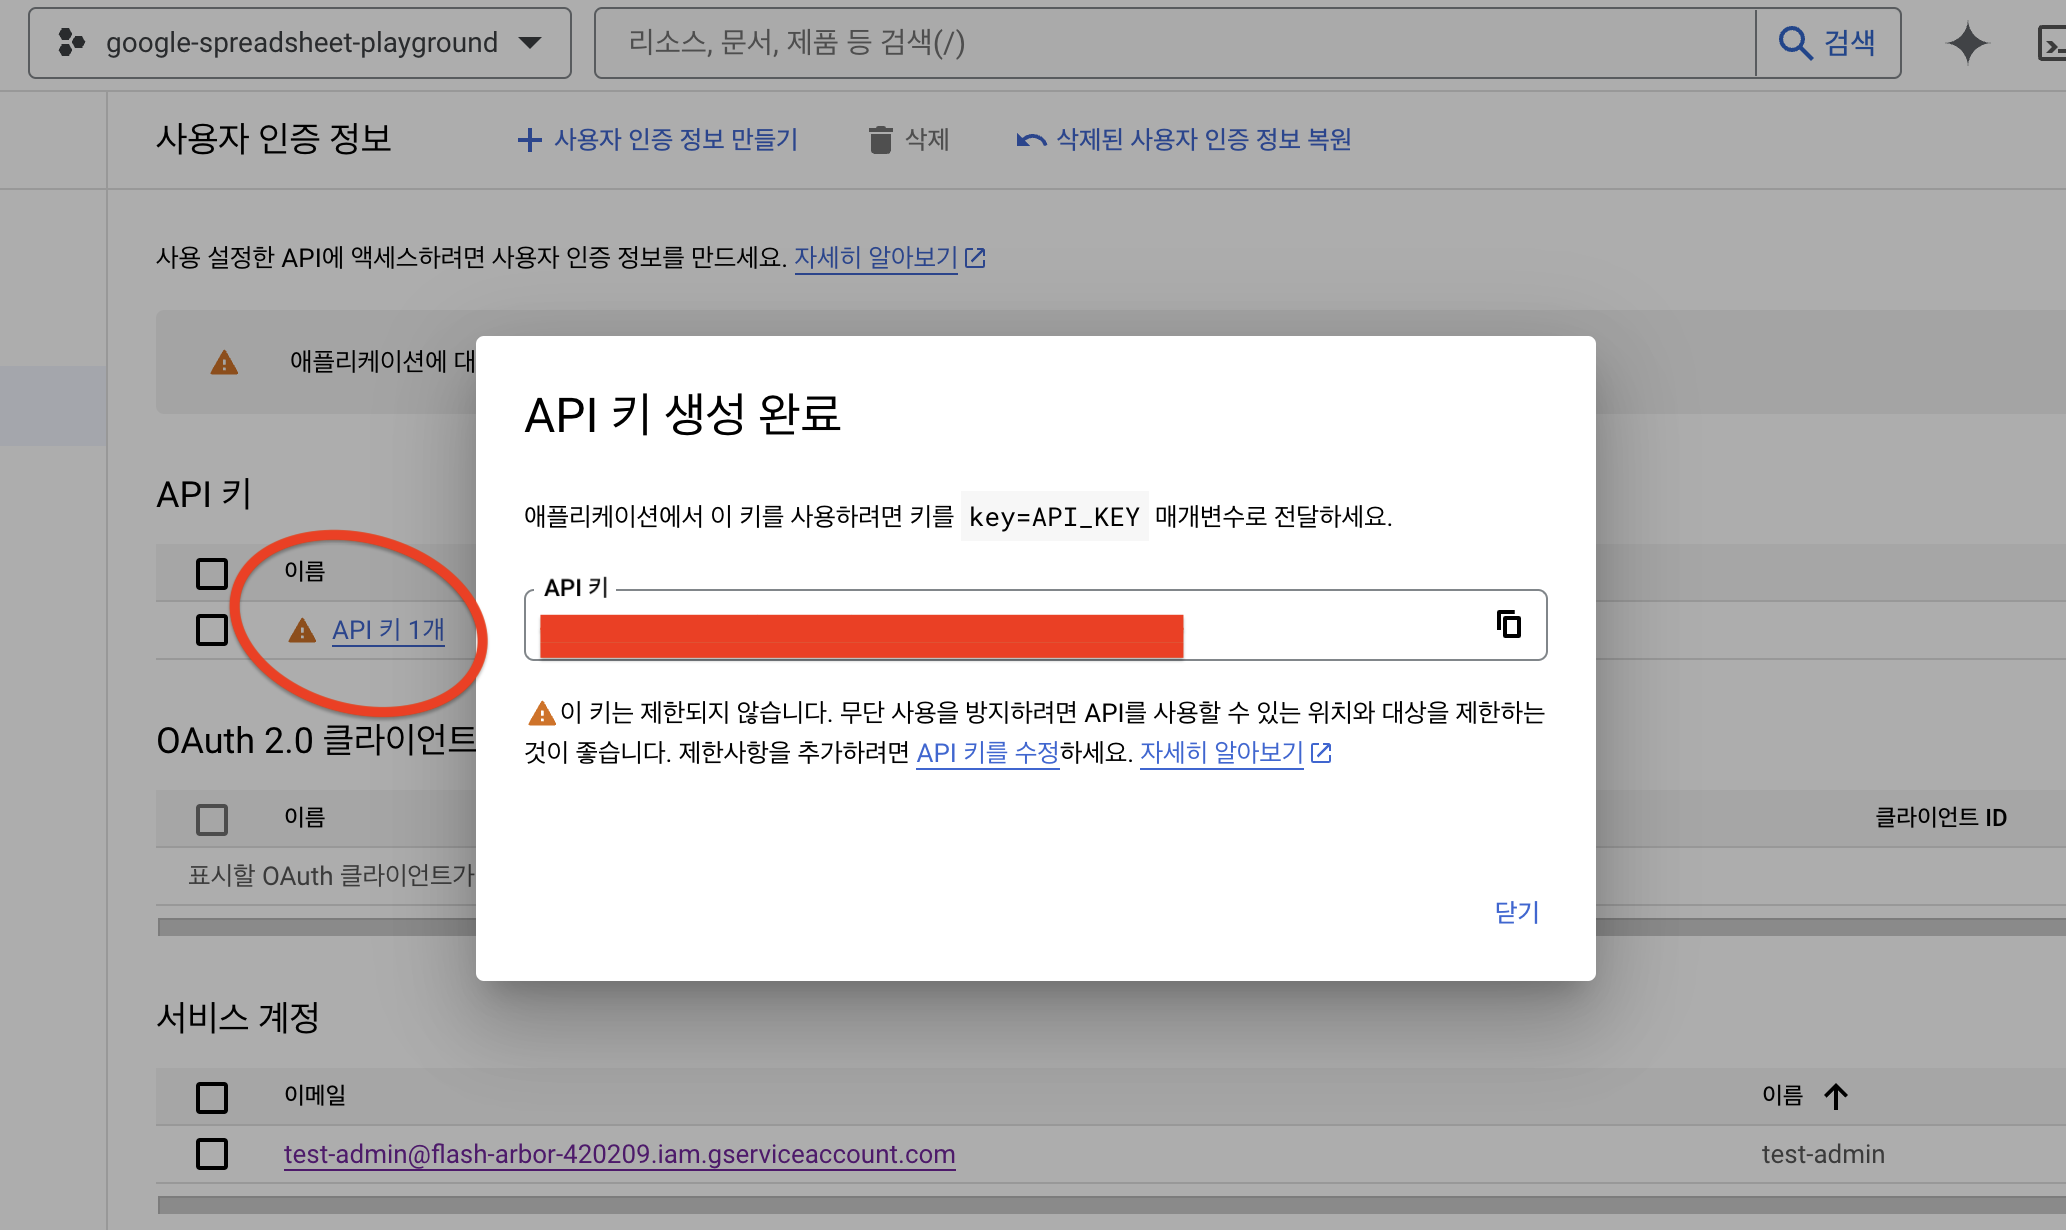 google-spreadsheet-playground
리소스, 문서, 제품 등 검색(/)
검색
사용자 인증 정보
사용자 인증 정보 만들기
삭제
삭제된 사용자 인증 정보 복원
사용 설정한 API에 액세스하려면 사용자 인증 정보를 만드세요. 자세히 알아보기
애플리케이션에 대
API 키 생성 완료
애플리케이션에서 이 키를 사용하려면 키를 key=API_KEY 매개변수로 전달하세요.
API 키
이 키는 제한되지 않습니다. 무단 사용을 방지하려면 API를 사용할 수 있는 위치와 대상을 제한하는
것이 좋습니다. 제한사항을 추가하려면 API 키를 수정하세요. 자세히 알아보기
닫기
API 키
이름
API 키 1개
OAuth 2.0 클라이언트
이름
클라이언트 ID
표시할 OAuth 클라이언트가
서비스 계정
이메일
이름
test-admin@flash-arbor-420209.iam.gserviceaccount.com
test-admin